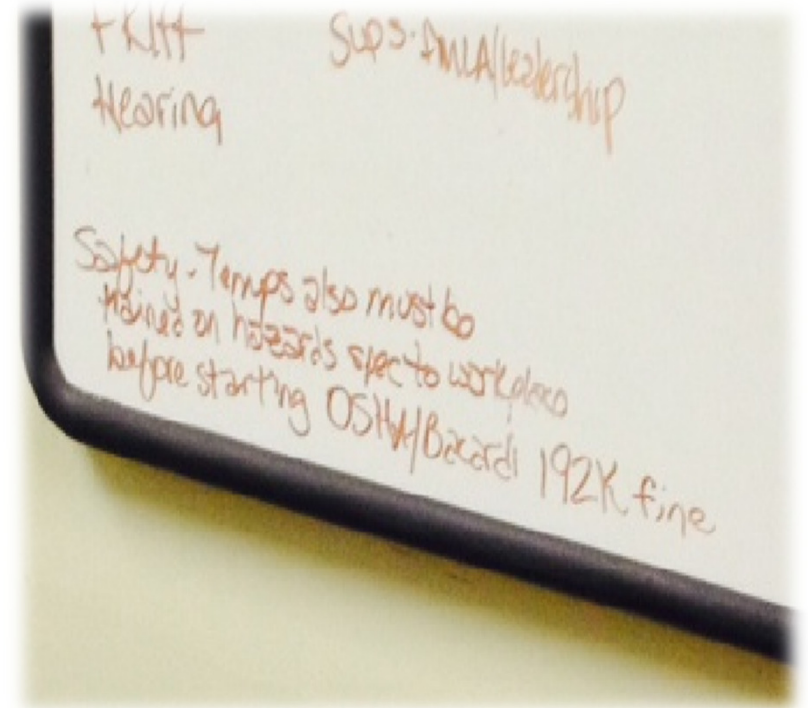 Sups. FMLA/leadership
Hearing
Safety - Temps also must be
trained on hazards spec to workplace
before starting OSHA/Bacardi 192K fine